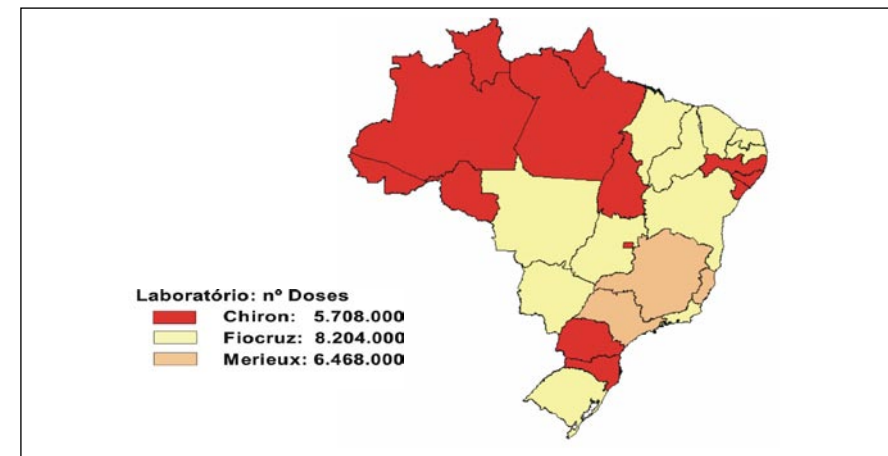 Laboratório: nº Doses
Chiron: 5.708.000
Fiocruz: 8.204.000
Merieux: 6.468.000